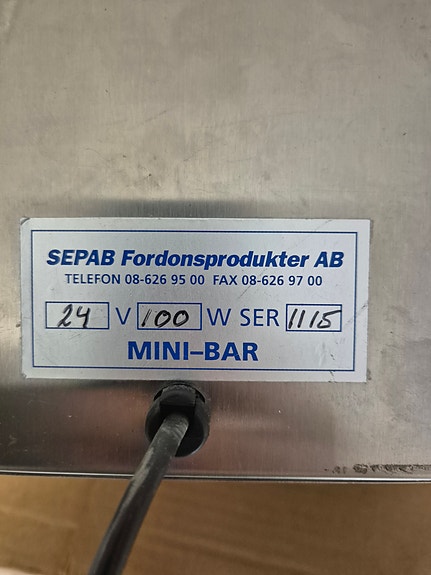 SEPAB Fordonsprodukter AB
TELEFON 08-626 95 00 FAX 08-626 97 00
24 V 100 W SER 1115
MINI-BAR